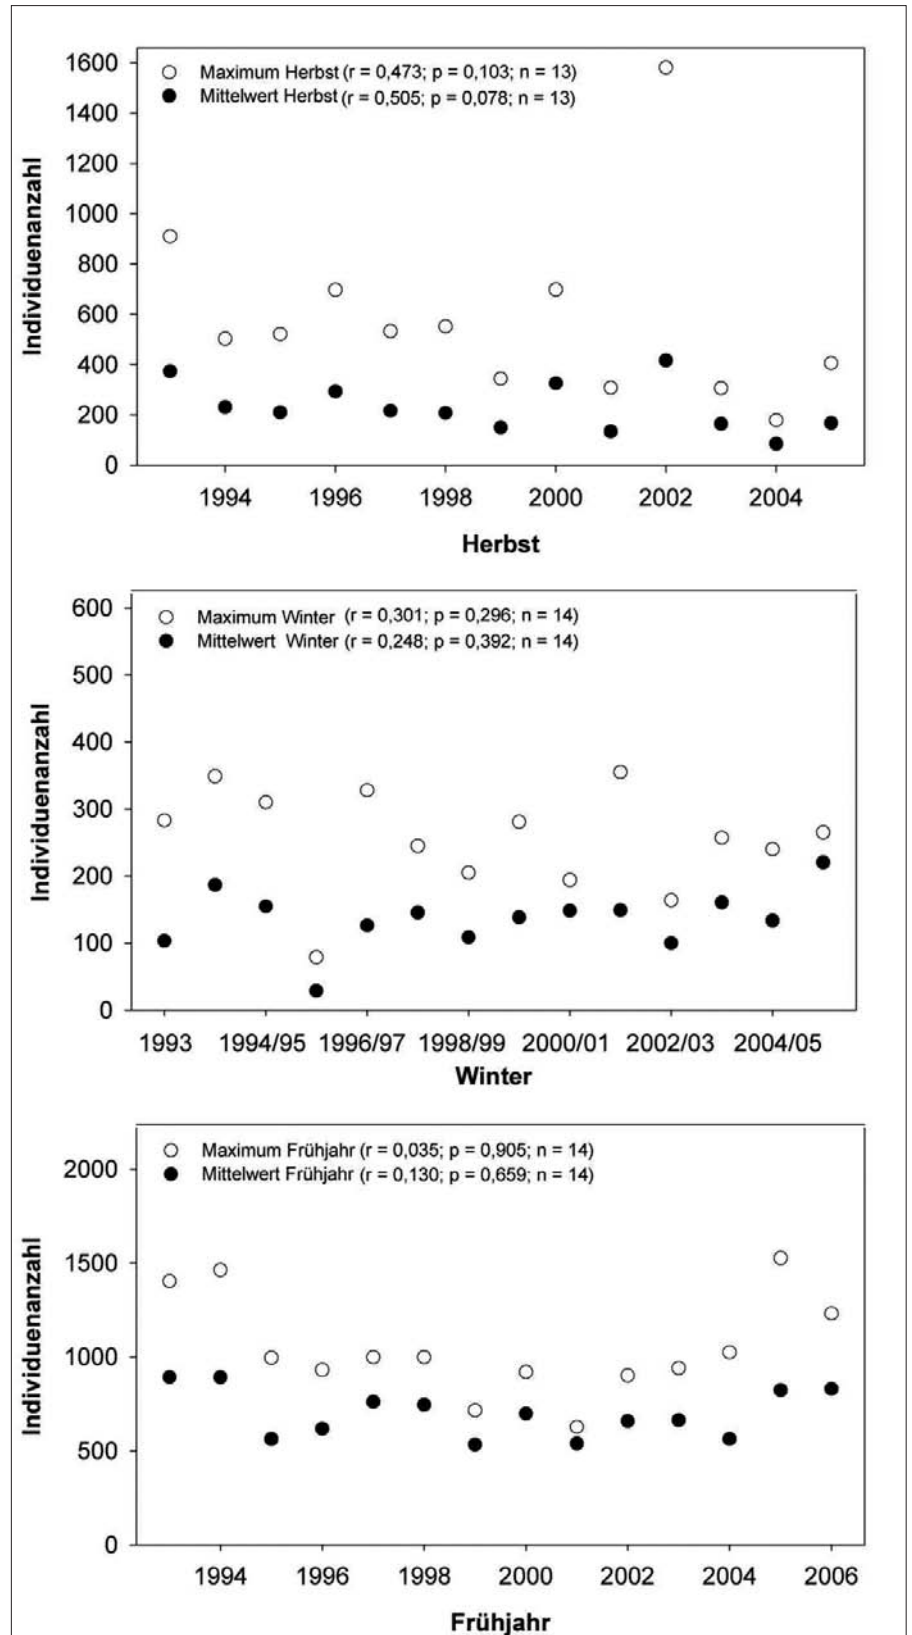 1600
1400
1200
1000
800
600
400
200
0
Individuenanzahl
Maximum Herbst (r = 0,473; p = 0,103; n = 13)
Mittelwert Herbst (r = 0,505; p = 0,078; n = 13)
1994 1996 1998 2000 2002 2004
Herbst
600
500
400
300
200
100
0
Individuenanzahl
Maximum Winter (r = 0,301; p = 0,296; n = 14)
Mittelwert Winter (r = 0,248; p = 0,392; n = 14)
1993 1994/95 1996/97 1998/99 2000/01 2002/03 2004/05
Winter
2000
1500
1000
500
0
Individuenanzahl
Maximum Frühjahr (r = 0,035; p = 0,905; n = 14)
Mittelwert Frühjahr (r = 0,130; p = 0,659; n = 14)
1994 1996 1998 2000 2002 2004 2006
Frühjahr